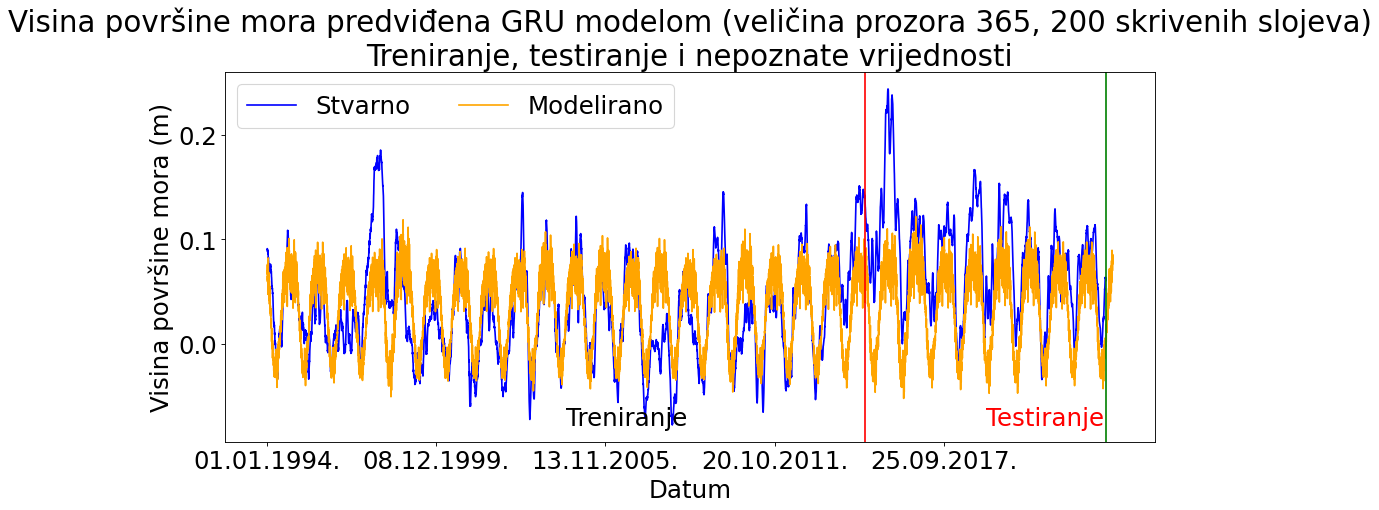 Visina površine mora predviđena GRU modelom (veličina prozora 365, 200 skrivenih slojeva)
Treniranje, testiranje i nepoznate vrijednosti
Stvarno
Modelirano
Visina površine mora (m)
0.2
0.1
0.0
Treniranje
Testiranje
01.01.1994.
08.12.1999.
13.11.2005.
20.10.2011.
25.09.2017.
Datum